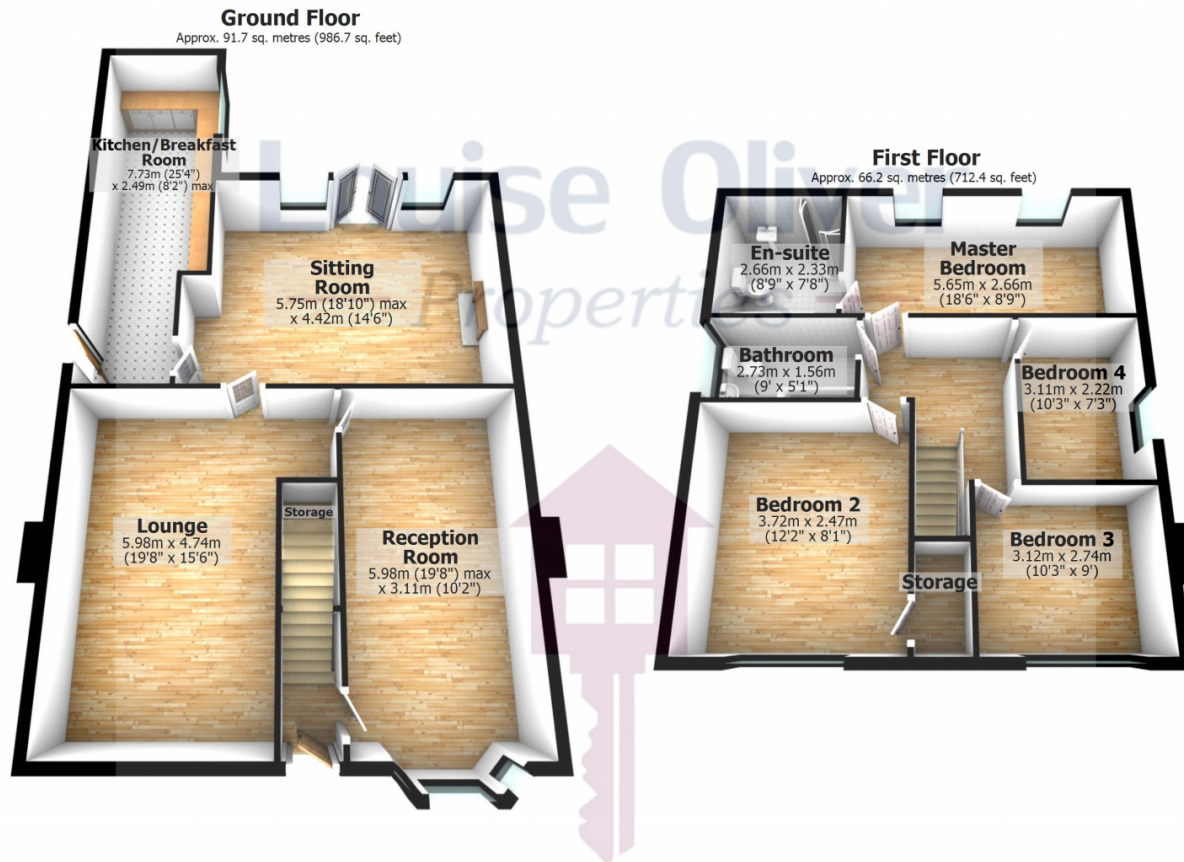 Ground Floor
Approx. 91.7 sq. metres (986.7 sq. feet)
Kitchen/Breakfast
Room
7.73m (25'4")
x 2.49m (8'2") max
Sitting
Room
5.75m (18'10") max
x 4.42m (14'6")
Lounge
5.98m x 4.74m
(19'8" x 15'6")
Storage
Reception
Room
5.98m (19'8") max
x 3.11m (10'2")
First Floor
Approx. 66.2 sq. metres (712.4 sq. feet)
En-suite
2.66m x 2.33m
(8'9" x 7'8")
Master
Bedroom
5.65m x 2.66m
(18'6" x 8'9")
Bathroom
2.73m x 1.56m
(9' x 5'1")
Bedroom 4
3.11m x 2.22m
(10'3" x 7'3")
Bedroom 2
3.72m x 2.47m
(12'2" x 8'1")
Bedroom 3
3.12m x 2.74m
(10'3" x 9')
Storage
Louise Oliver
Properties